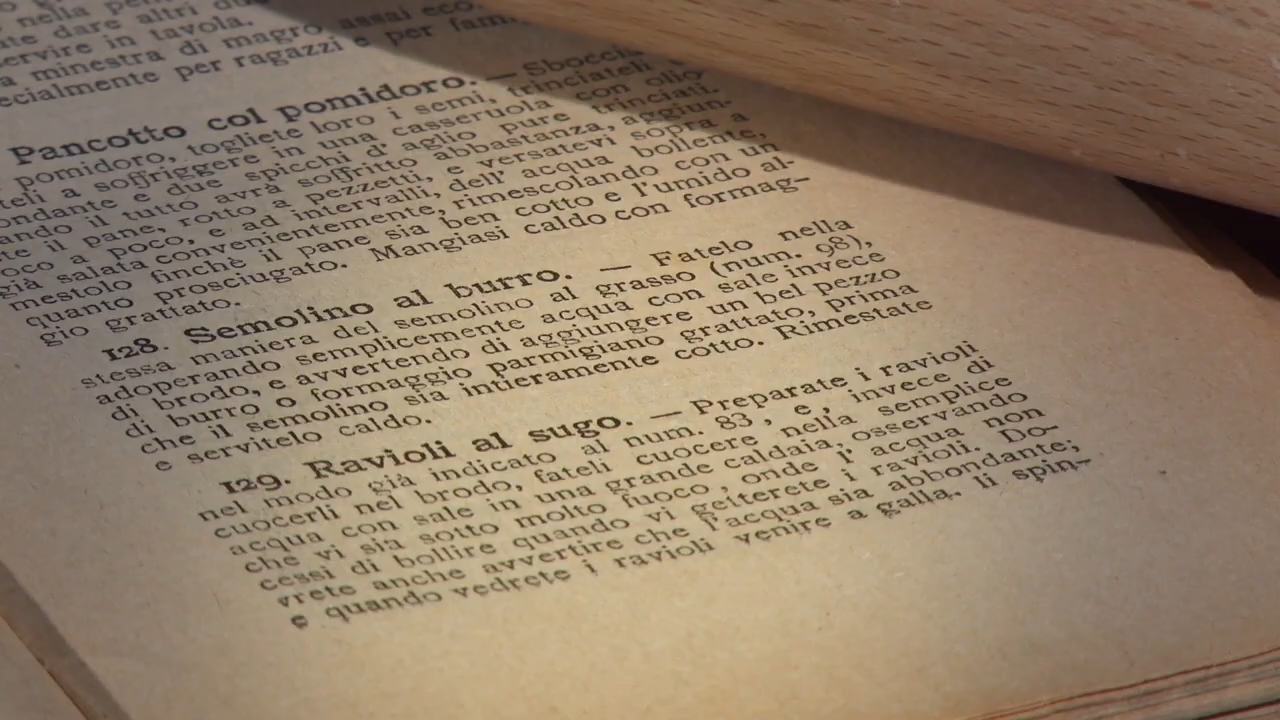 nella
dare altri
servire in tavola.
minestra di magro assai eco
ecialmente per ragazzi e per fam
Pancotto col pomidoro. — Sboccia
pomidoro, togliete loro i semi, trinciateli
teli a soffriggere in una casseruola con olio
ondante e due spicchi d'aglio pure trinciati.
ando il tutto avrà soffritto abbastanza, aggiun-
te il pane, rotto a pezzetti, e versatevi sopra a
oco a poco, e ad intervalli, dell' acqua bollente,
già salata convenientemente, rimescolando con un
mestolo finchè il pane sia ben cotto e l'umido al-
quanto prosciugato. Mangiasi caldo con formag-
gio grattato.
128. Semolino al burro. — Fatelo nella
stessa maniera del semolino al grasso (num. 98),
adoperando semplicemente acqua con sale invece
di brodo, e avvertendo di aggiungere un bel pezzo
di burro o formaggio parmigiano grattato, prima
che il semolino sia intieramente cotto. Rimestate
e servitelo caldo.
129. Ravioli al sugo. — Preparate i ravioli
nel modo già indicato al num. 83, e, invece di
cuocerli nel brodo, fateli cuocere nella semplice
acqua con sale in una grande caldaia, osservando
che vi sia sotto molto fuoco, onde l' acqua non
cessi di bollire quando vi getterete i ravioli. Do-
vrete anche avvertire che l'acqua sia abbondante;
e quando vedrete i ravioli venire a galla, li spin-